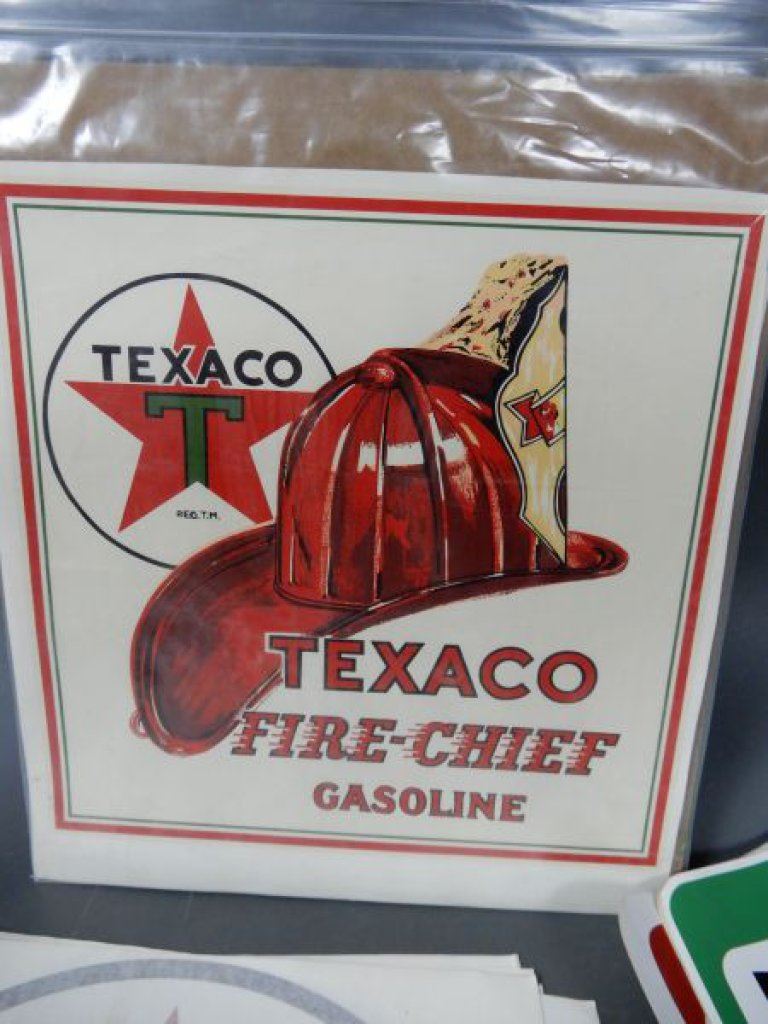 TEXACO
T
REG. T.M.
TEXACO
FIRE-CHIEF
GASOLINE